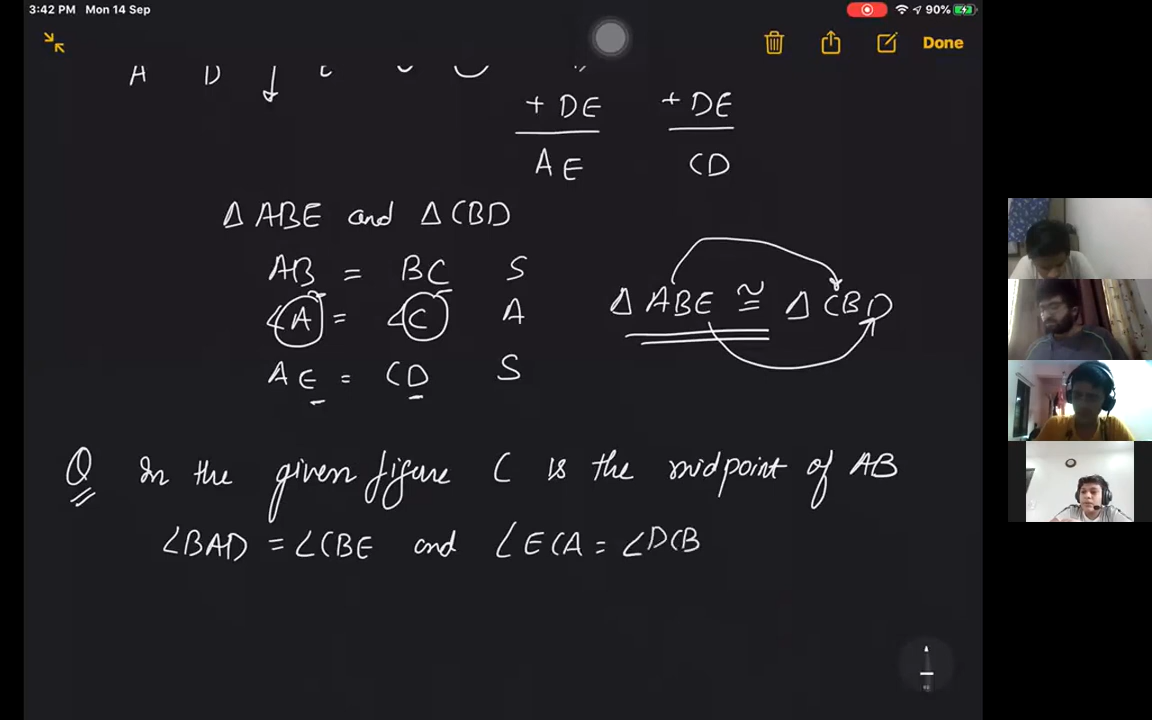 3:42 PM Mon 14 Sep
90%
Done
A D
+ DE + DE
AE CD
Δ ABE and Δ CBD
AB = BC S
∠A = ∠C A
Δ ABE ≅ Δ CBD
AE = CD S
Q In the given figure C is the midpoint of AB
∠BAD = ∠CBE and ∠ECA = ∠DCB